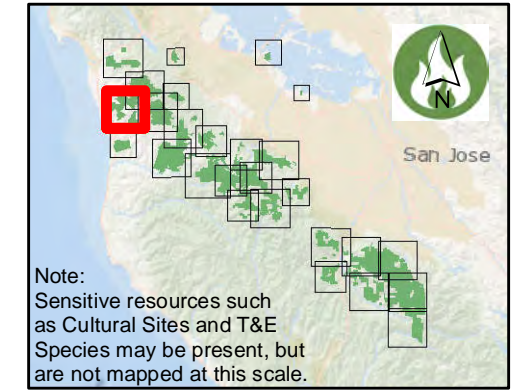 N
San Jose
Note:
Sensitive resources such
as Cultural Sites and T&E
Species may be present, but
are not mapped at this scale.